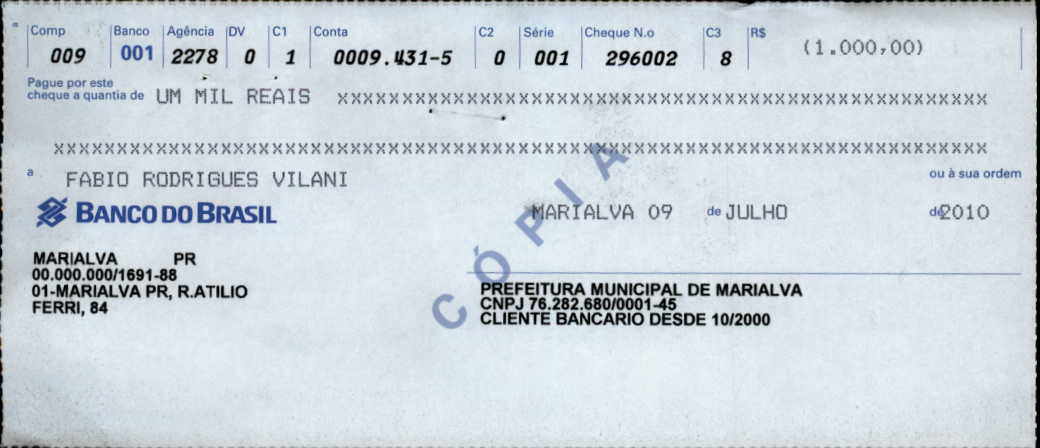 Comp Banco Agência DV C1 Conta C2 Série Cheque N.o C3 R$
009 001 2278 0 1 0009.431-5 0 001 296002 8 (1.000,00)
Pague por este
cheque a quantia de UM MIL REAIS XXXXXXXXXXXXXXXXXXXXXXXXXXXXXXXXXXXXXXXXXXXXXXXXXXXXXXX
XXXXXXXXXXXXXXXXXXXXXXXXXXXXXXXXXXXXXXXXXXXXXXXXXXXXXXXXXXXXXXXXXXXXXXXXXXXXXXX
a FABIO RODRIGUES VILANI ou à sua ordem
BANCO DO BRASIL
MARIALVA 09 de JULHO de 2010
CÓPIA
MARIALVA PR
00.000.000/1691-88
01-MARIALVA PR, R.ATILIO
FERRI, 84
PREFEITURA MUNICIPAL DE MARIALVA
CNPJ 76.282.680/0001-45
CLIENTE BANCARIO DESDE 10/2000